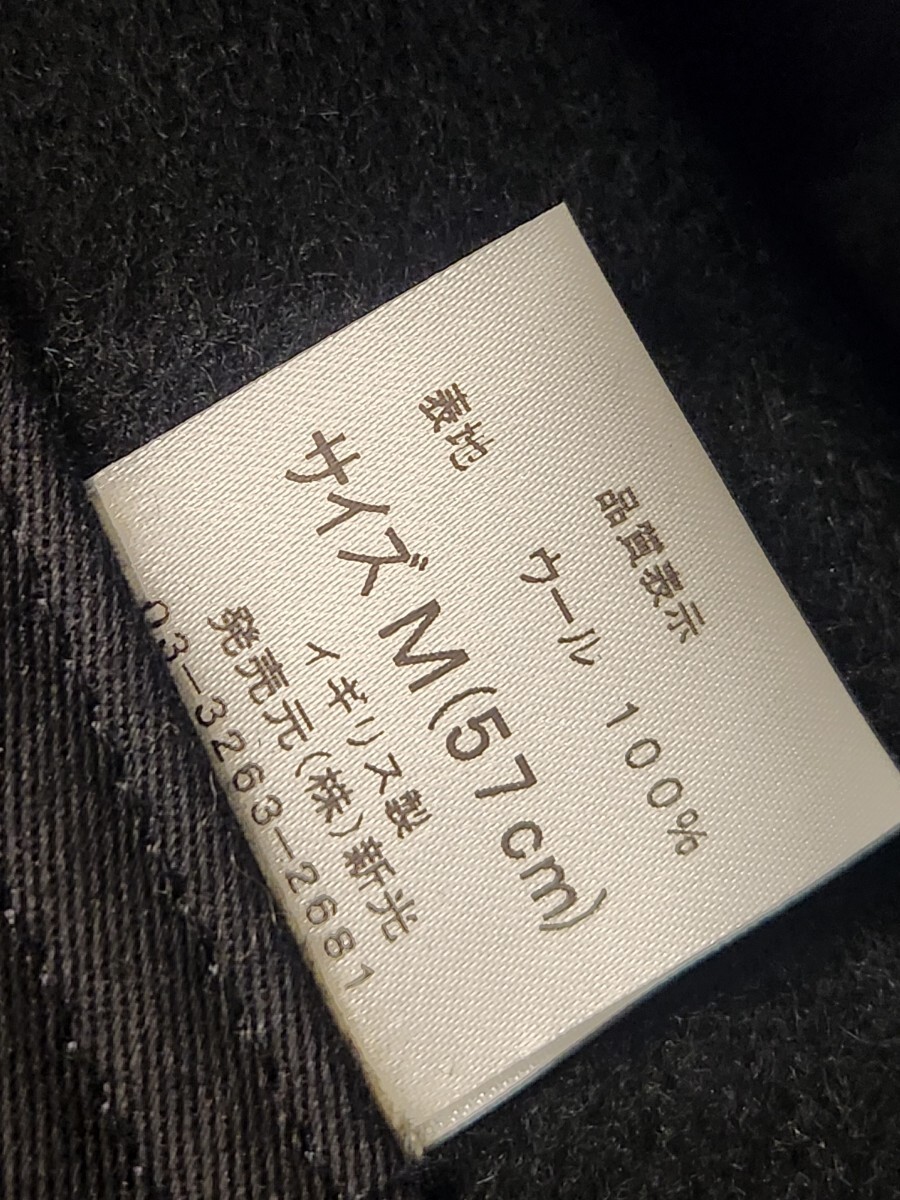 品質表示
表地 ウール 100%
サイズ M(57cm)
イギリス製
発売元(株)新光
03-3263-2681